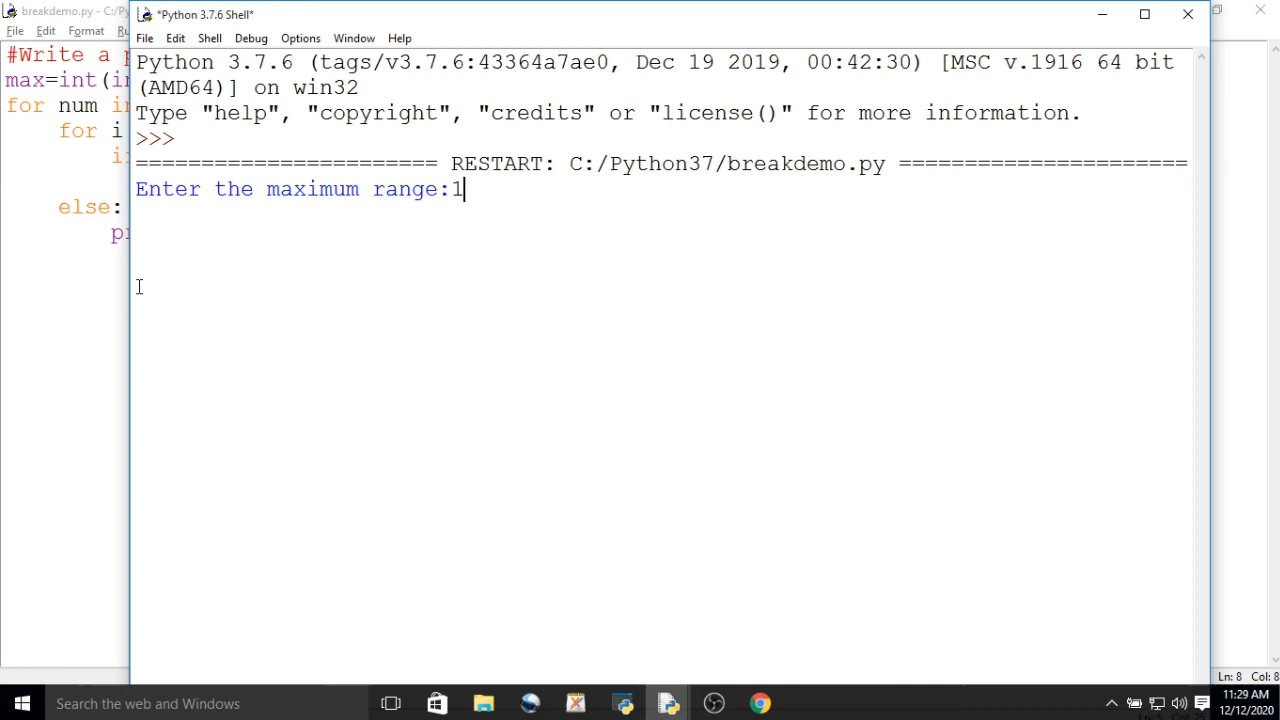 breakdemo.py - C:/Py
*Python 3.7.6 Shell*
File Edit Format Ru
File Edit Shell Debug Options Window Help
#Write a p
max=int(in
for num in
for i
if
else:
pr
Python 3.7.6 (tags/v3.7.6:43364a7ae0, Dec 19 2019, 00:42:30) [MSC v.1916 64 bit
(AMD64)] on win32
Type "help", "copyright", "credits" or "license()" for more information.
>>>
======================= RESTART: C:/Python37/breakdemo.py ======================
Enter the maximum range:1
Ln: 8 Col: 8
Search the web and Windows
11:29 AM
12/12/2020